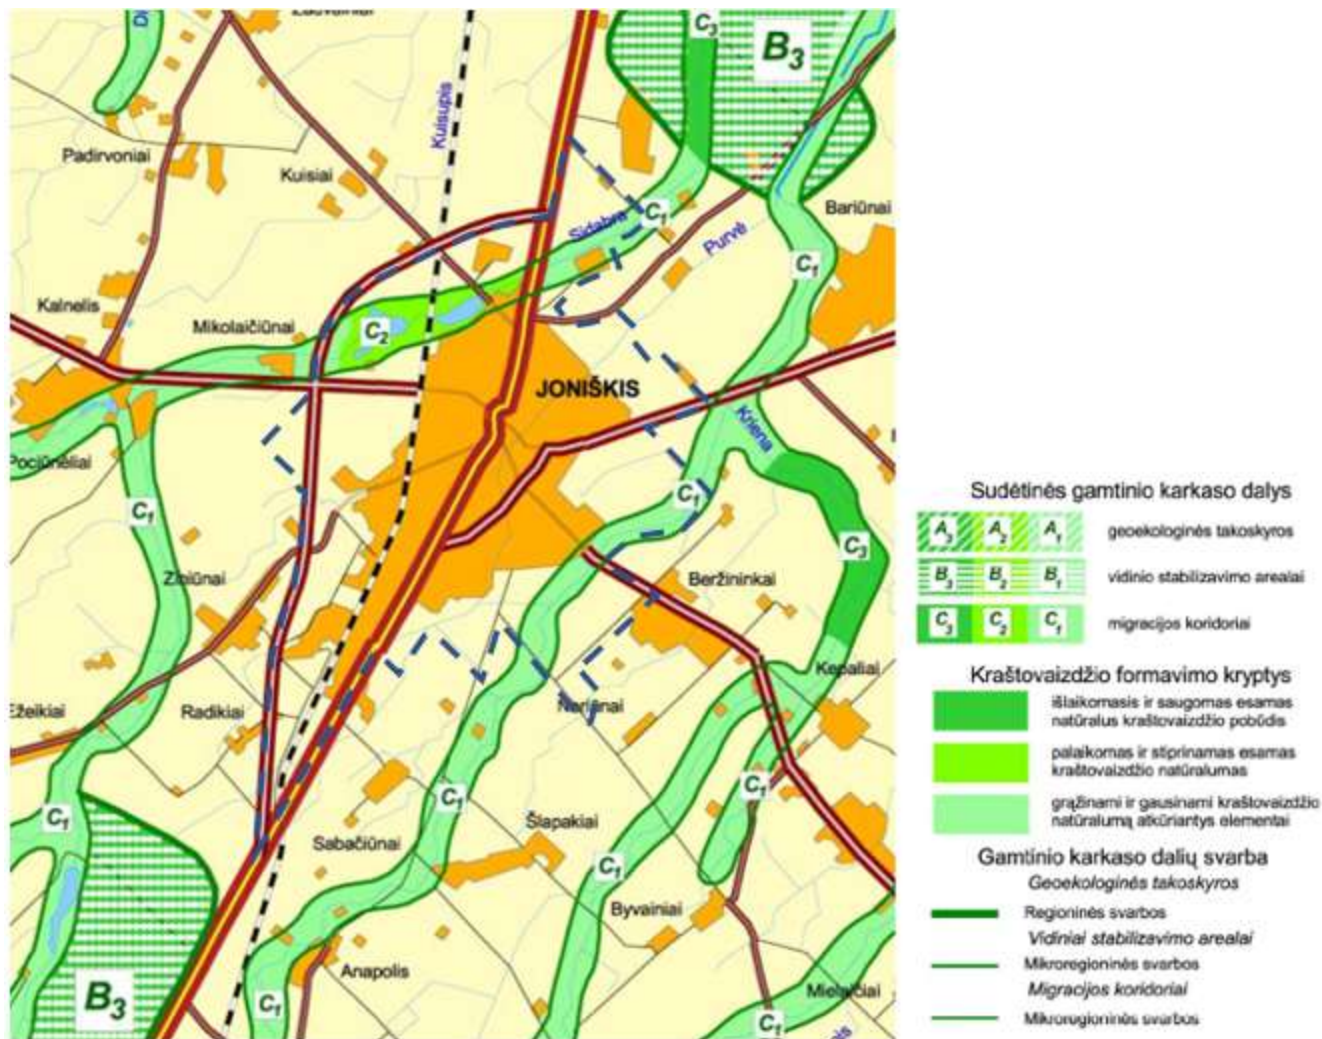 C3
B3
Kuisupis
Padirvoniai
Kuisiai
C1
Sidabra
Purvė
Bariūnai
C1
Kalnelis
Mikolaičiūnai
C2
JONIŠKIS
Kriena
Pociūnėliai
C1
C1
C3
Beržininkai
Kepaliai
Ežeikiai
Radikiai
C1
C1
C1
Sabačiūnai
Šlapakiai
C1
Byvainiai
Anapolis
B3
C1
C1
Sudėtinės gamtinio karkaso dalys
A3 A2 A1 geoekologinės takoskyros
B3 B2 B1 vidinio stabilizavimo arealai
C3 C2 C1 migracijos koridoriai
Kraštovaizdžio formavimo kryptys
išlaikomasis ir saugomas esamas
natūralus kraštovaizdžio pobūdis
palaikomas ir stiprinamas esamas
kraštovaizdžio natūralumas
grąžinami ir gausinami kraštovaizdžio
natūralumą atkūriantys elementai
Gamtinio karkaso dalių svarba
Geoekologinės takoskyros
Regioninės svarbos
Vidiniai stabilizavimo arealai
Mikroregioninės svarbos
Migracijos koridoriai
Mikroregioninės svarbos